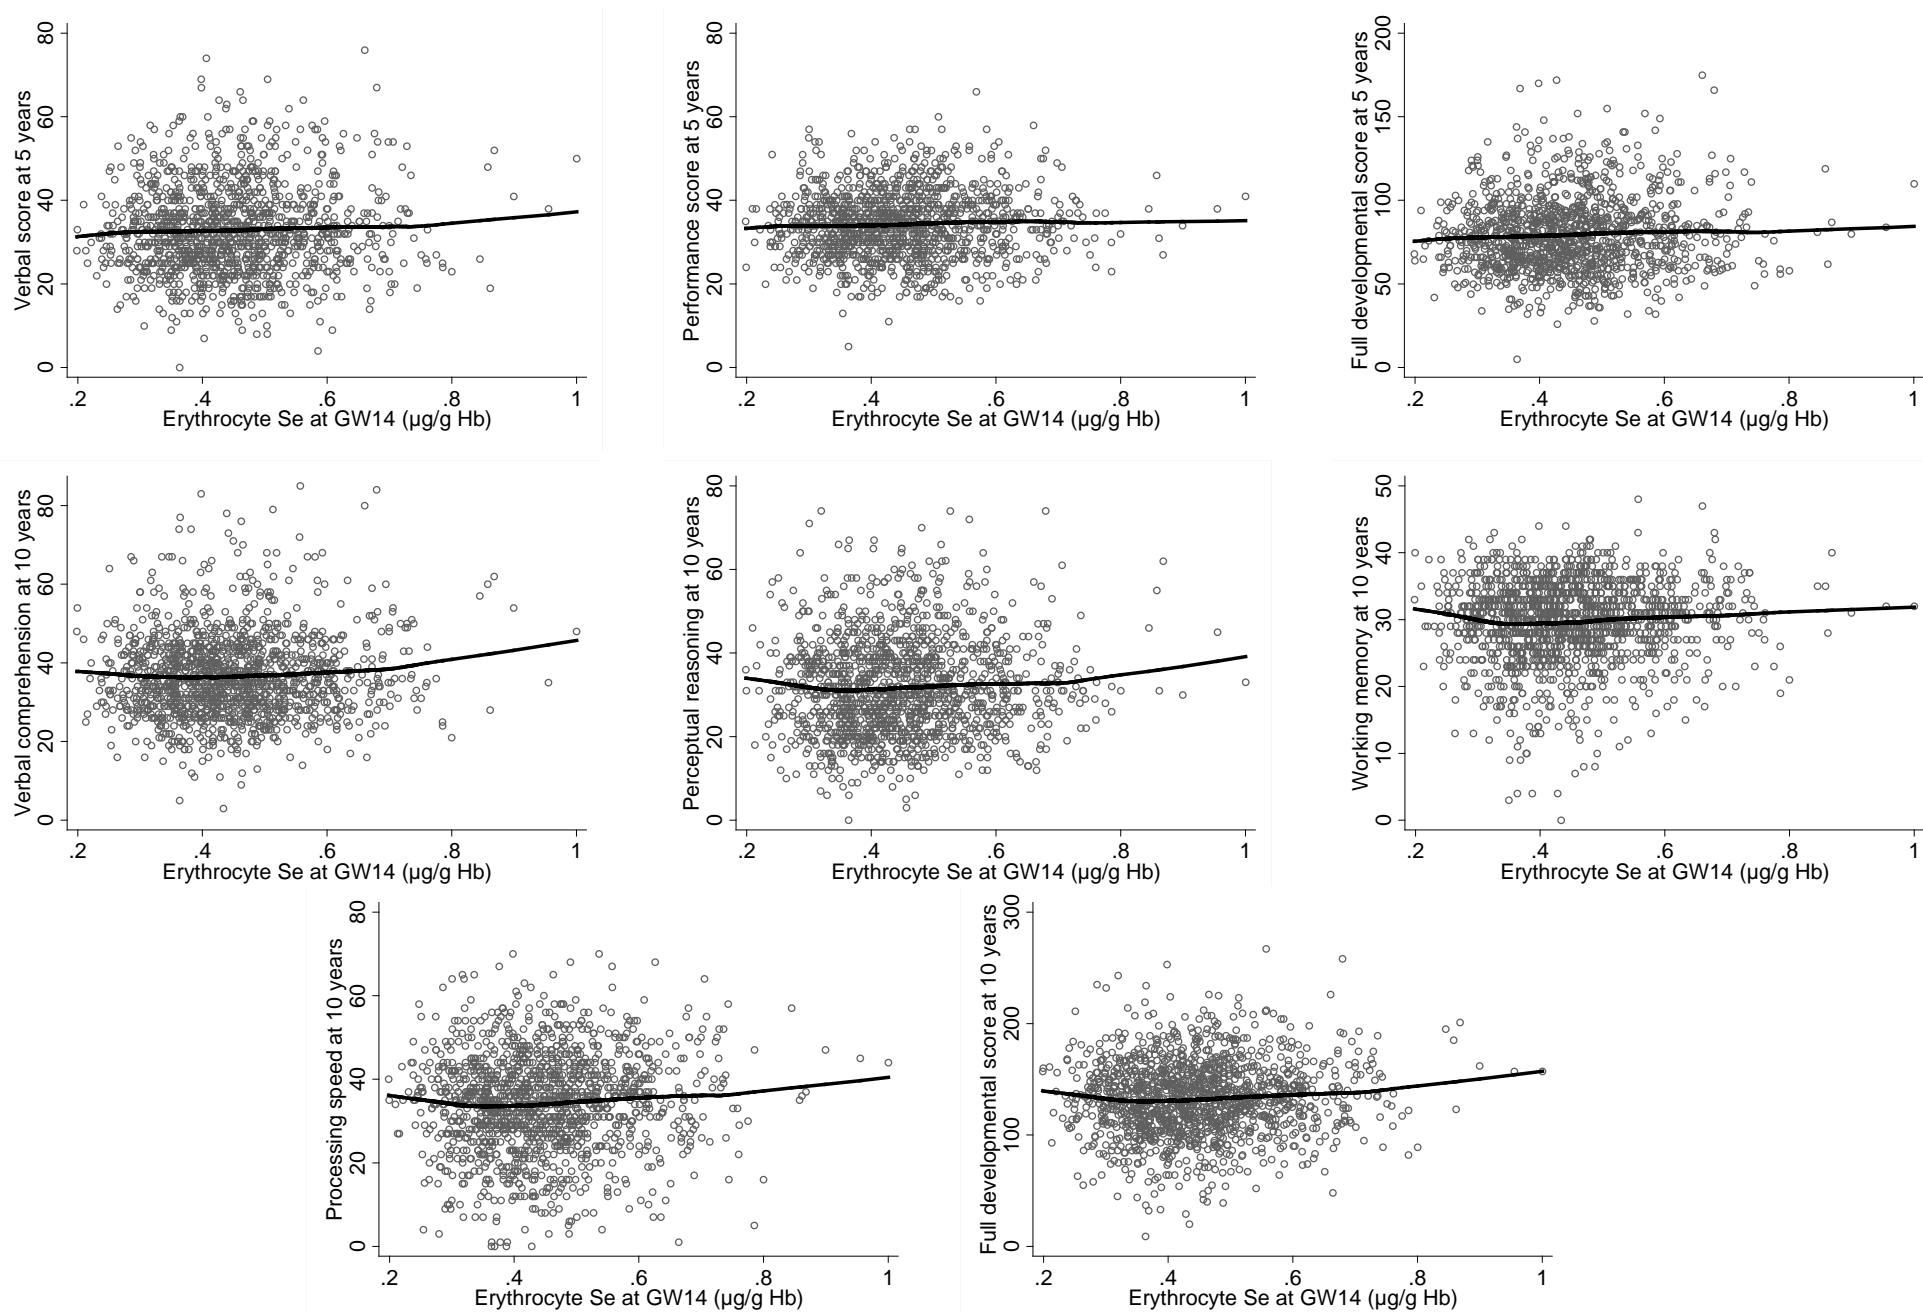 Verbal score at 5 years
80
60
40
20
0
.2 .4 .6 .8 1
Erythrocyte Se at GW14 (µg/g Hb)
Performance score at 5 years
80
60
40
20
0
.2 .4 .6 .8 1
Erythrocyte Se at GW14 (µg/g Hb)
Full developmental score at 5 years
200
150
100
50
0
.2 .4 .6 .8 1
Erythrocyte Se at GW14 (µg/g Hb)
Verbal comprehension at 10 years
80
60
40
20
0
.2 .4 .6 .8 1
Erythrocyte Se at GW14 (µg/g Hb)
Perceptual reasoning at 10 years
80
60
40
20
0
.2 .4 .6 .8 1
Erythrocyte Se at GW14 (µg/g Hb)
Working memory at 10 years
50
40
30
20
10
0
.2 .4 .6 .8 1
Erythrocyte Se at GW14 (µg/g Hb)
Processing speed at 10 years
80
60
40
20
0
.2 .4 .6 .8 1
Erythrocyte Se at GW14 (µg/g Hb)
Full developmental score at 10 years
300
200
100
0
.2 .4 .6 .8 1
Erythrocyte Se at GW14 (µg/g Hb)